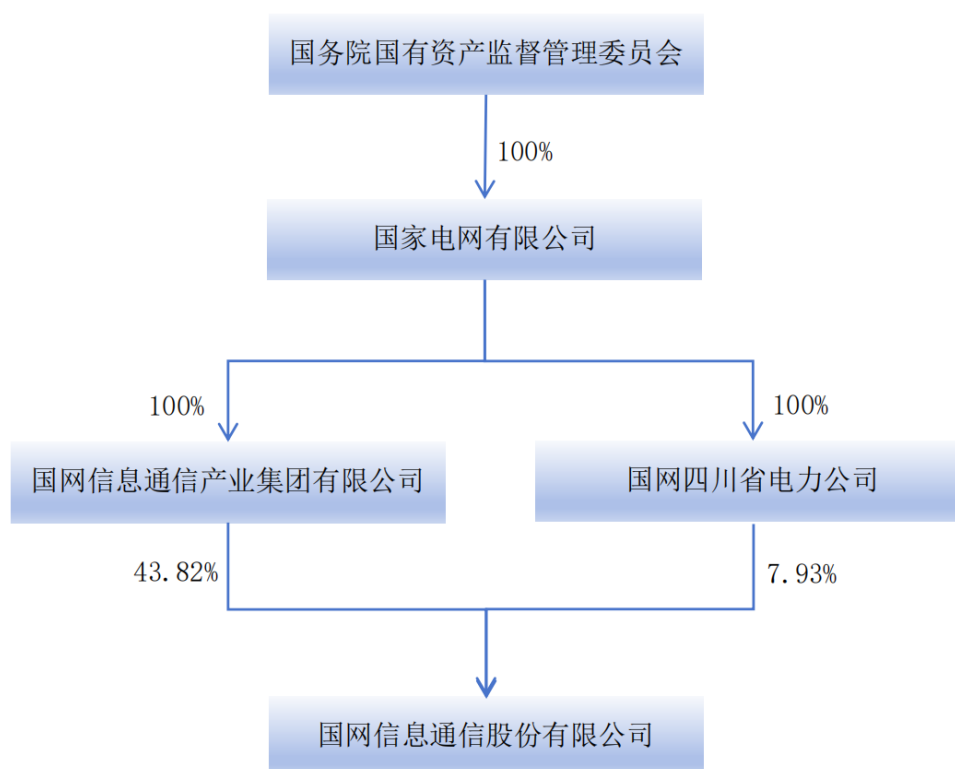 国务院国有资产监督管理委员会
100%
国家电网有限公司
100%
100%
国网信息通信产业集团有限公司
国网四川省电力公司
43.82%
7.93%
国网信息通信股份有限公司